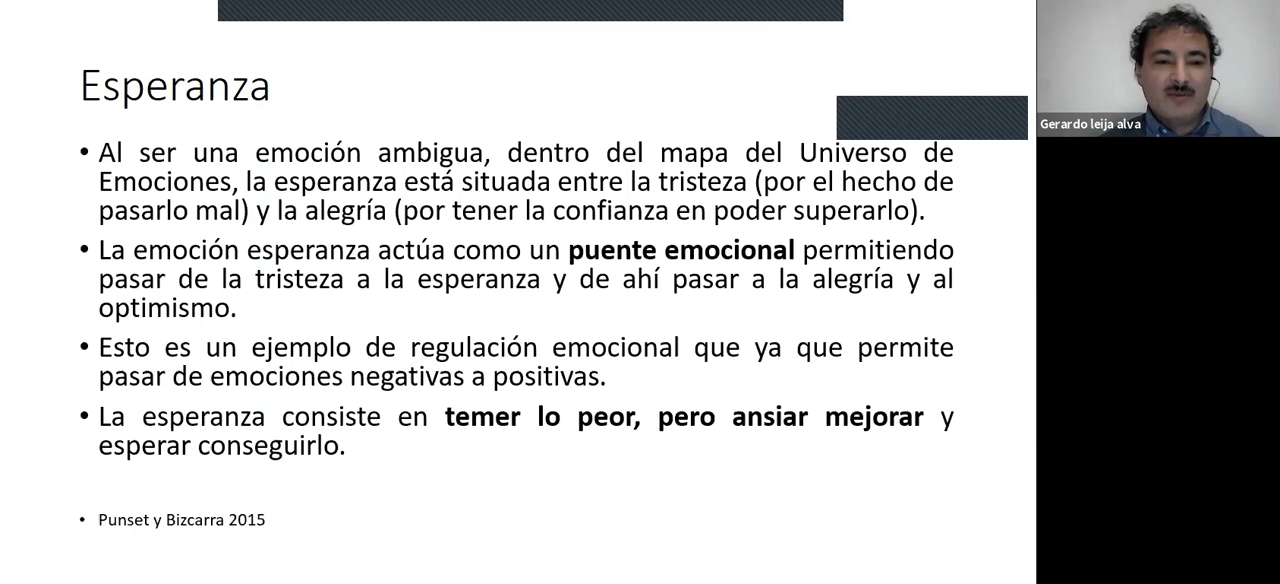 Esperanza
• Al ser una emoción ambigua, dentro del mapa del Universo de
Emociones, la esperanza está situada entre la tristeza (por el hecho de
pasarlo mal) y la alegría (por tener la confianza en poder superarlo).
• La emoción esperanza actúa como un puente emocional permitiendo
pasar de la tristeza a la esperanza y de ahí pasar a la alegría y al
optimismo.
• Esto es un ejemplo de regulación emocional que ya que permite
pasar de emociones negativas a positivas.
• La esperanza consiste en temer lo peor, pero ansiar mejorar y
esperar conseguirlo.
• Punset y Bizcarra 2015
Gerardo leija alva